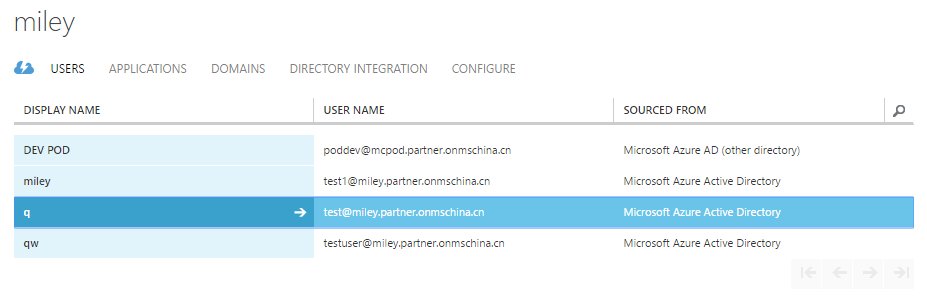 miley
USERS APPLICATIONS DOMAINS DIRECTORY INTEGRATION CONFIGURE
DISPLAY NAME USER NAME SOURCED FROM
DEV POD poddev@mcpod.partner.onmschina.cn Microsoft Azure AD (other directory)
miley test1@miley.partner.onmschina.cn Microsoft Azure Active Directory
q test@miley.partner.onmschina.cn Microsoft Azure Active Directory
qw testuser@miley.partner.onmschina.cn Microsoft Azure Active Directory